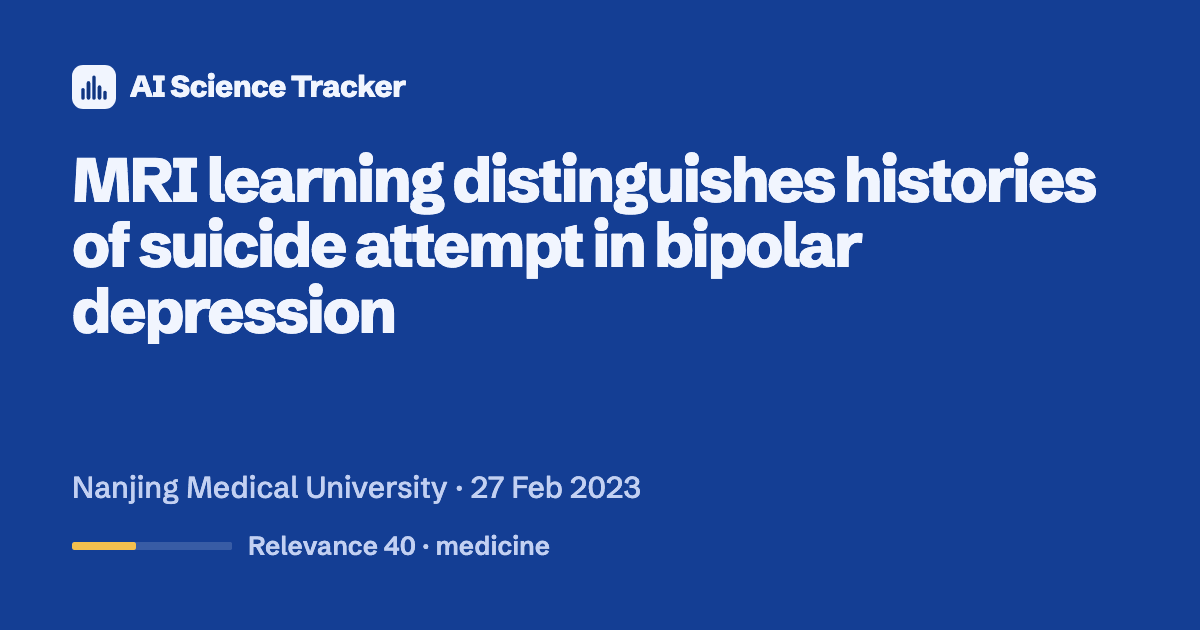 AI Science Tracker
MRI learning distinguishes histories
of suicide attempt in bipolar
depression
Nanjing Medical University · 27 Feb 2023
Relevance 40 · medicine